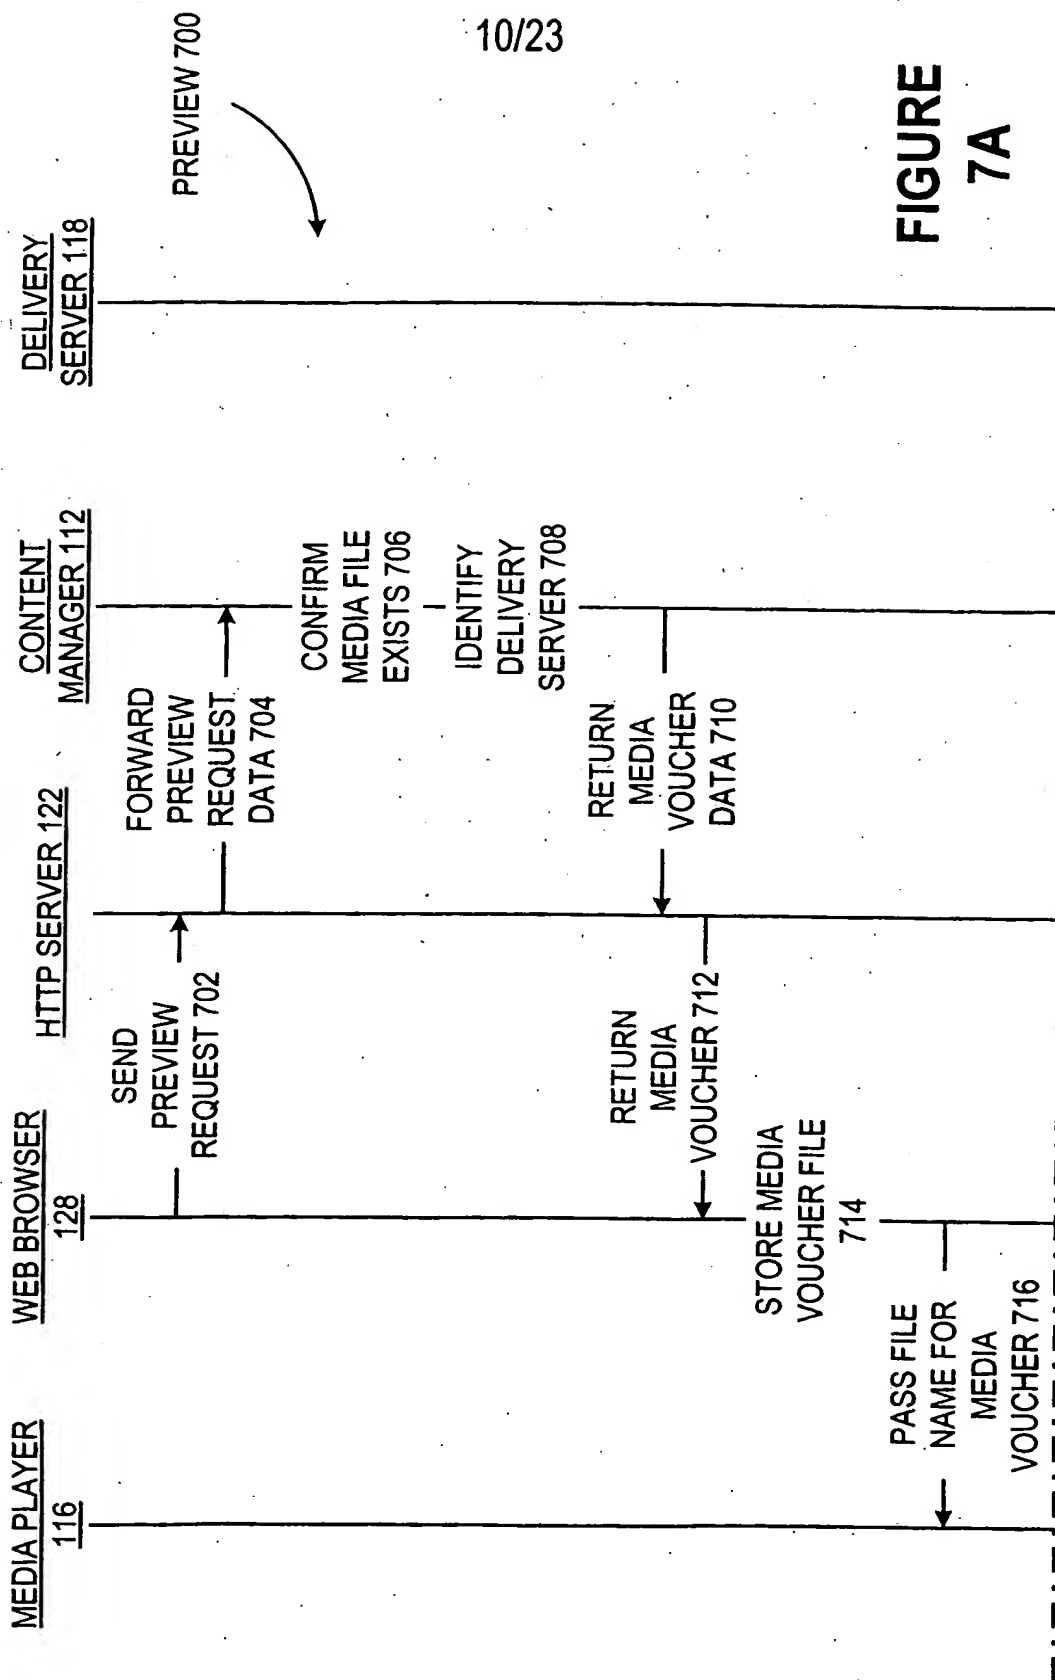 10/23
MEDIA PLAYER
116
WEB BROWSER
128
HTTP SERVER 122
CONTENT
MANAGER 112
DELIVERY
SERVER 118
PREVIEW 700
SEND
PREVIEW
REQUEST 702
FORWARD
PREVIEW
REQUEST
DATA 704
CONFIRM
MEDIA FILE
EXISTS 706
IDENTIFY
DELIVERY
SERVER 708
RETURN
MEDIA
VOUCHER
DATA 710
RETURN
MEDIA
VOUCHER 712
STORE MEDIA
VOUCHER FILE
714
PASS FILE
NAME FOR
MEDIA
VOUCHER 716
FIGURE
7A